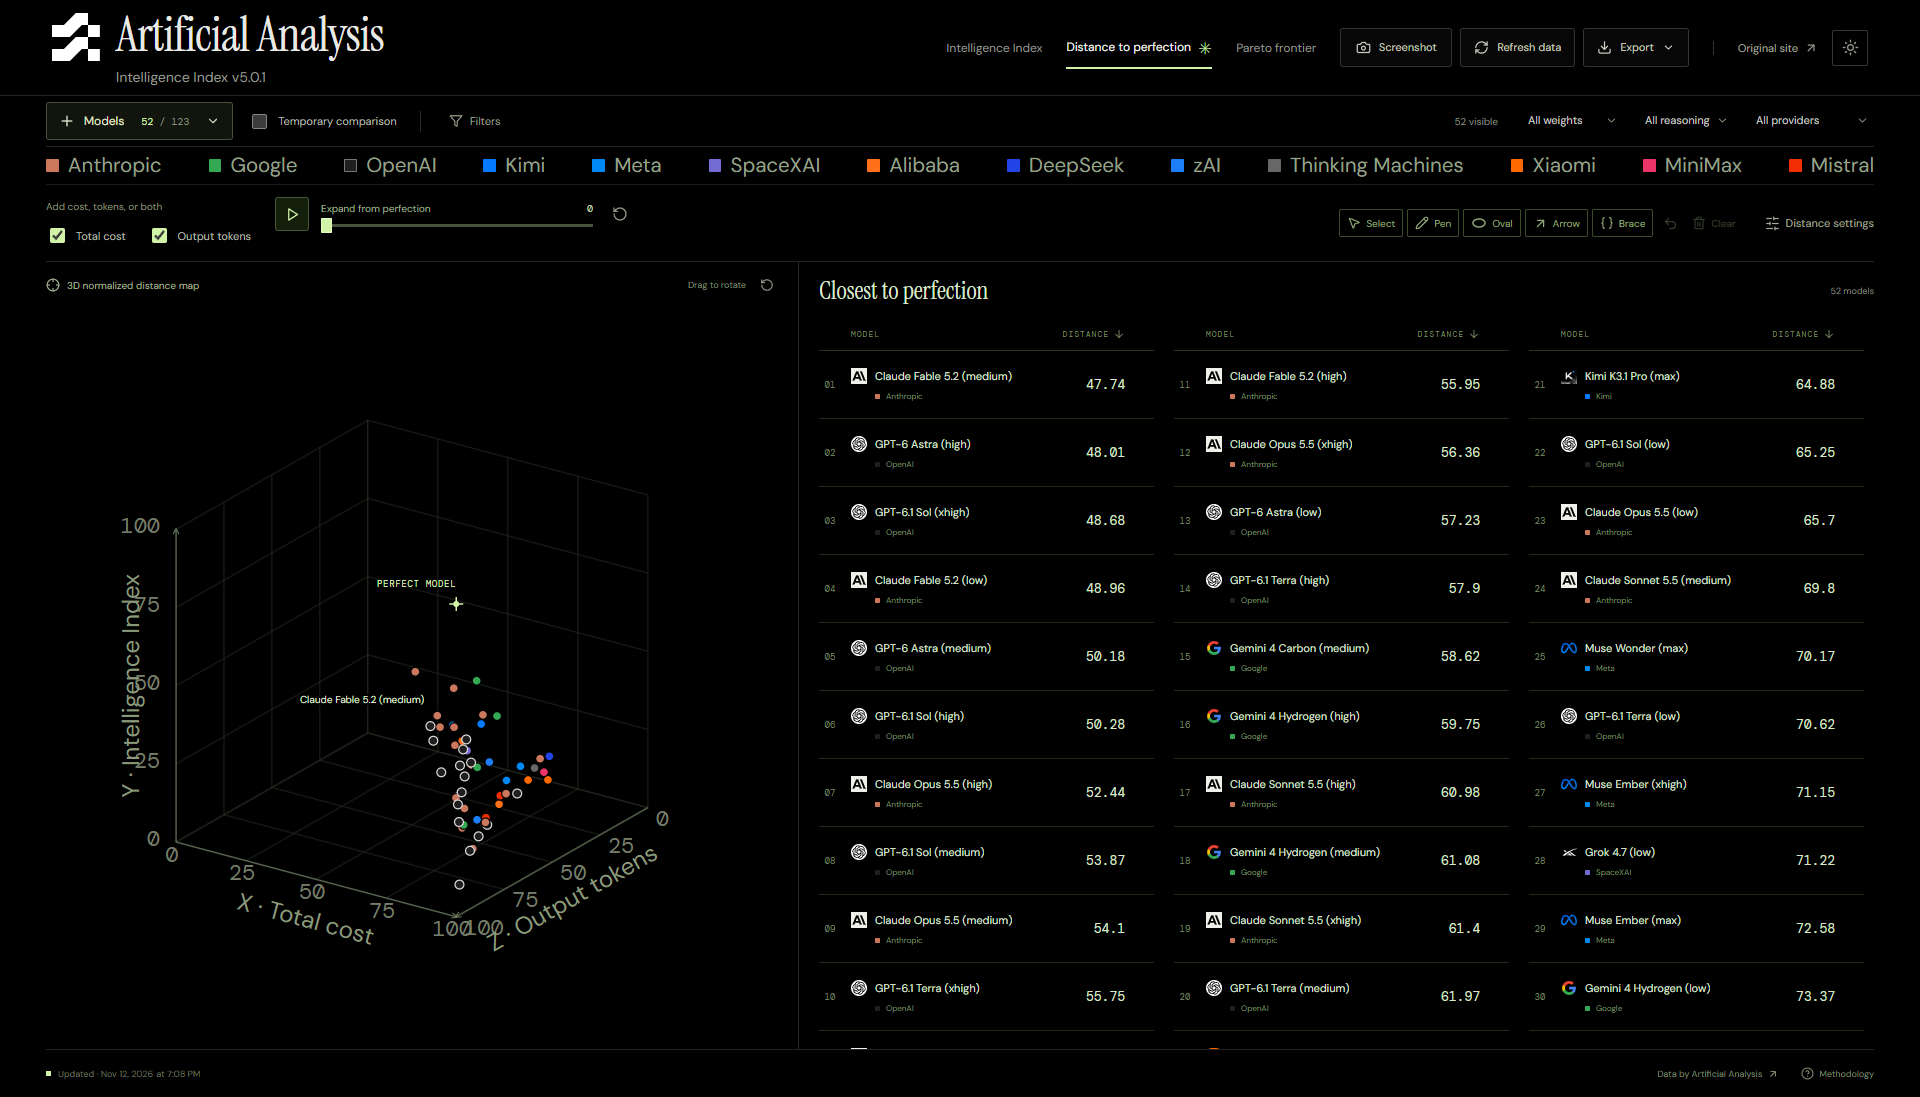 Artificial Analysis
Intelligence Index v5.0.1
Intelligence Index
Distance to perfection
Pareto frontier
Screenshot
Refresh data
Export
Original site
Models 52 / 123
Temporary comparison
Filters
52 visible
All weights
All reasoning
All providers
Anthropic
Google
OpenAI
Kimi
Meta
SpaceXAI
Alibaba
DeepSeek
zAI
Thinking Machines
Xiaomi
MiniMax
Mistral
Add cost, tokens, or both
Total cost
Output tokens
Expand from perfection 0
Select
Pen
Oval
Arrow
Brace
Clear
Distance settings
3D normalized distance map
Drag to rotate
PERFECT MODEL
Claude Fable 5.2 (medium)
Y · Intelligence Index
100
75
50
25
0
X · Total cost
0
25
50
75
100
Z · Output tokens
100
75
50
25
0
Closest to perfection
52 models
MODEL DISTANCE
01 Claude Fable 5.2 (medium) 47.74
Anthropic
02 GPT-6 Astra (high) 48.01
OpenAI
03 GPT-6.1 Sol (xhigh) 48.68
OpenAI
04 Claude Fable 5.2 (low) 48.96
Anthropic
05 GPT-6 Astra (medium) 50.18
OpenAI
06 GPT-6.1 Sol (high) 50.28
OpenAI
07 Claude Opus 5.5 (high) 52.44
Anthropic
08 GPT-6.1 Sol (medium) 53.87
OpenAI
09 Claude Opus 5.5 (medium) 54.1
Anthropic
10 GPT-6.1 Terra (xhigh) 55.75
OpenAI
MODEL DISTANCE
11 Claude Fable 5.2 (high) 55.95
Anthropic
12 Claude Opus 5.5 (xhigh) 56.36
Anthropic
13 GPT-6 Astra (low) 57.23
OpenAI
14 GPT-6.1 Terra (high) 57.9
OpenAI
15 Gemini 4 Carbon (medium) 58.62
Google
16 Gemini 4 Hydrogen (high) 59.75
Google
17 Claude Sonnet 5.5 (high) 60.98
Anthropic
18 Gemini 4 Hydrogen (medium) 61.08
Google
19 Claude Sonnet 5.5 (xhigh) 61.4
Anthropic
20 GPT-6.1 Terra (medium) 61.97
OpenAI
MODEL DISTANCE
21 Kimi K3.1 Pro (max) 64.88
Kimi
22 GPT-6.1 Sol (low) 65.25
OpenAI
23 Claude Opus 5.5 (low) 65.7
Anthropic
24 Claude Sonnet 5.5 (medium) 69.8
Anthropic
25 Muse Wonder (max) 70.17
Meta
26 GPT-6.1 Terra (low) 70.62
OpenAI
27 Muse Ember (xhigh) 71.15
Meta
28 Grok 4.7 (low) 71.22
SpaceXAI
29 Muse Ember (max) 72.58
Meta
30 Gemini 4 Hydrogen (low) 73.37
Google
Updated · Nov 12, 2026 at 7:08 PM
Data by Artificial Analysis
Methodology